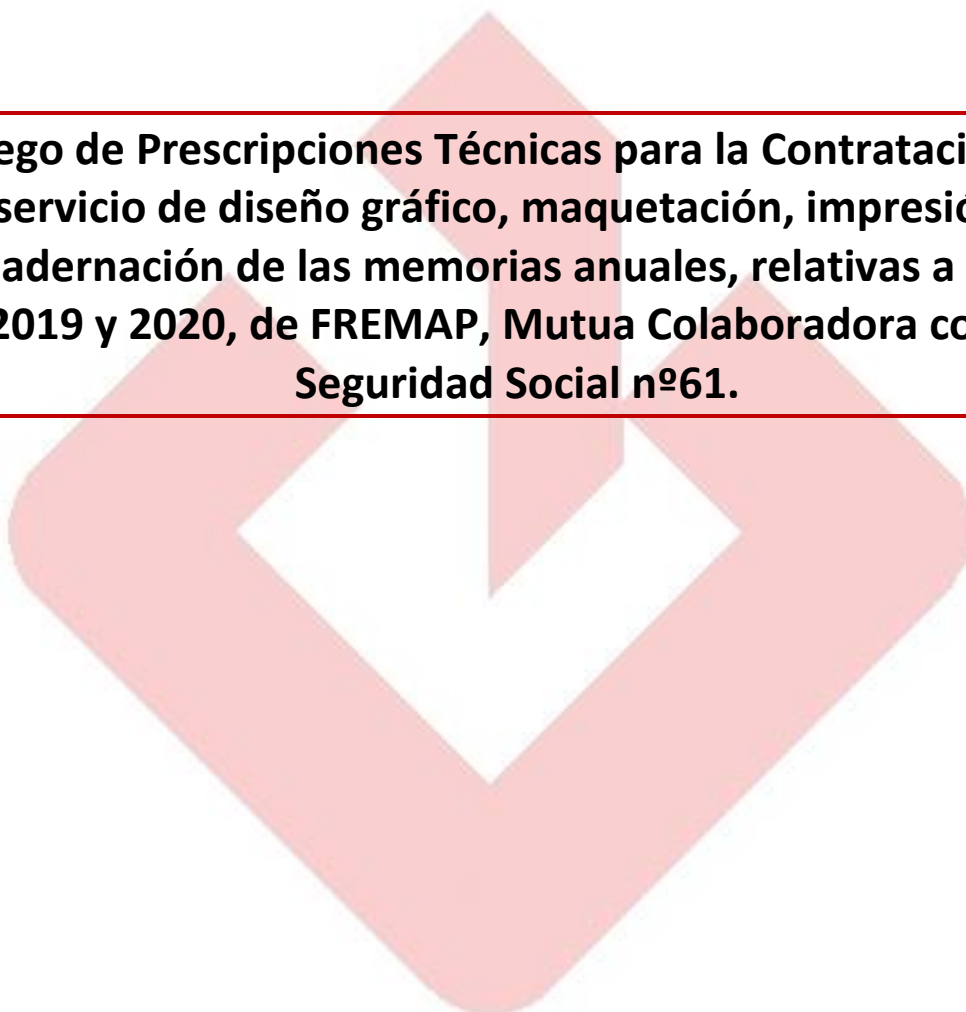 ego de Prescripciones Técnicas para la Contrataci
servicio de diseño gráfico, maquetación, impresió
adernación de las memorias anuales, relativas a
2019 y 2020, de FREMAP, Mutua Colaboradora co
Seguridad Social nº61.